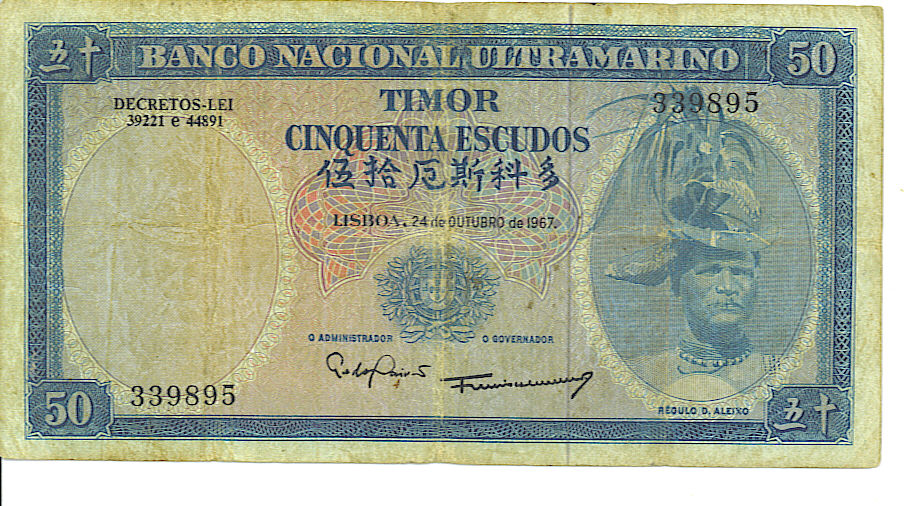 五十 BANCO NACIONAL ULTRAMARINO 50
DECRETOS-LEI
39221 e 44891
TIMOR
339895
CINQUENTA ESCUDOS
伍拾厄斯科多
LISBOA, 24 de OUTUBRO de 1967.
O ADMINISTRADOR O GOVERNADOR
339895
RÉGULO D. ALEIXO
50 五十